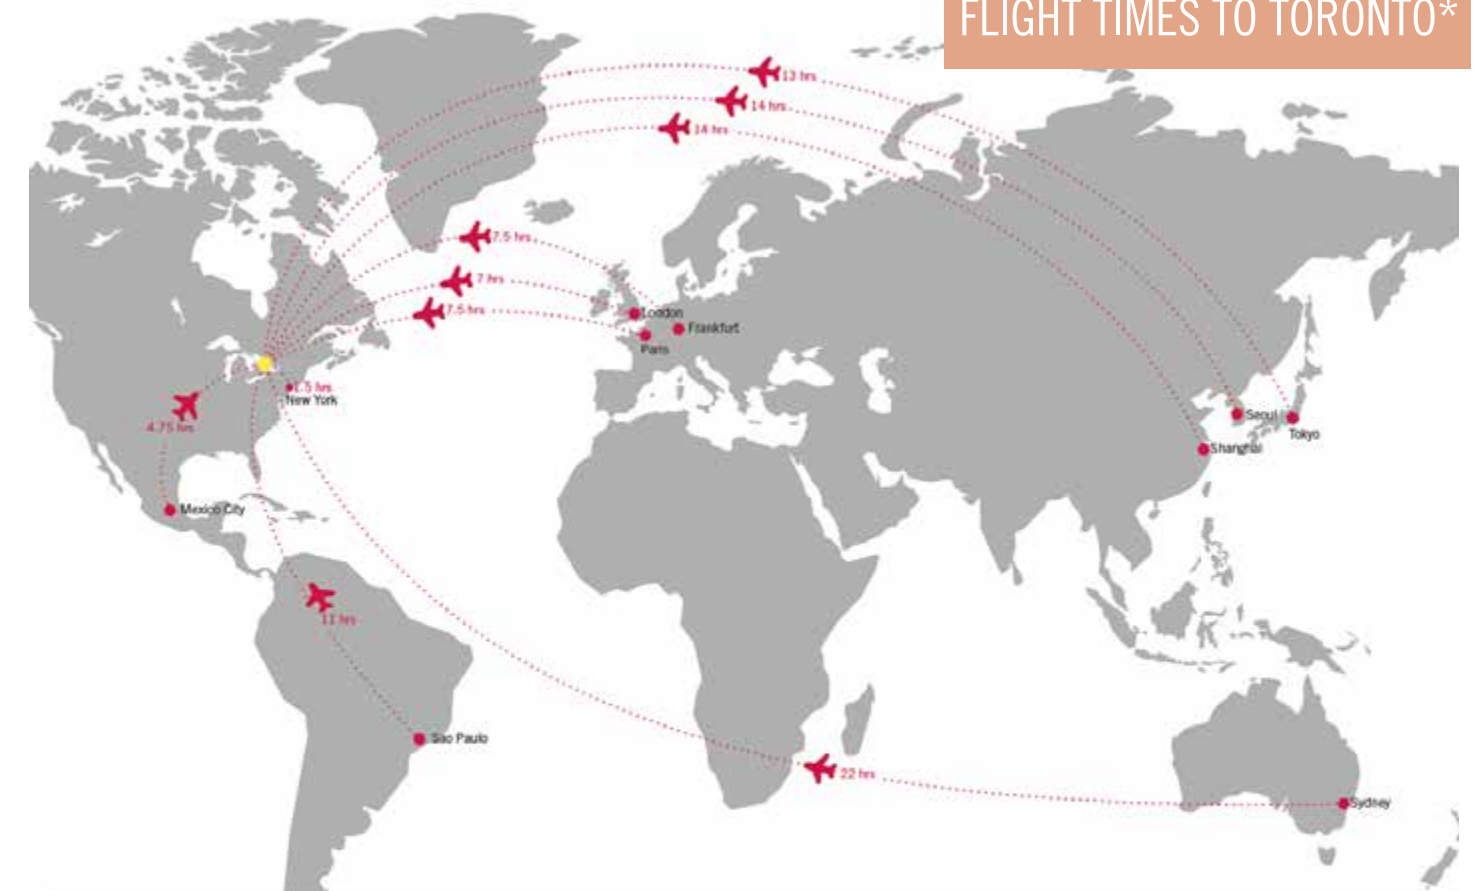 FLIGHT TIMES TO TORONTO*
13 hrs
14 hrs
14 hrs
7.5 hrs
7 hrs
7.5 hrs
London
Frankfurt
Paris
1.5 hrs
New York
4.75 hrs
Seoul
Tokyo
Shanghai
Mexico City
11 hrs
Sao Paulo
22 hrs
Sydney